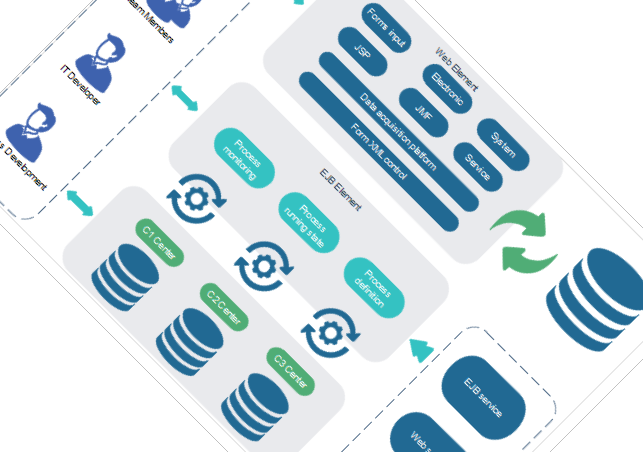 Team Members
IT Developer
Development
Forms input
JSP
Web Element
Electronic
JMF
System
Service
Data acquisition platform
Form XML control
Process
monitoring
EJB Element
Process
running state
Process
definition
C1 Center
C2 Center
C3 Center
EJB service
Web